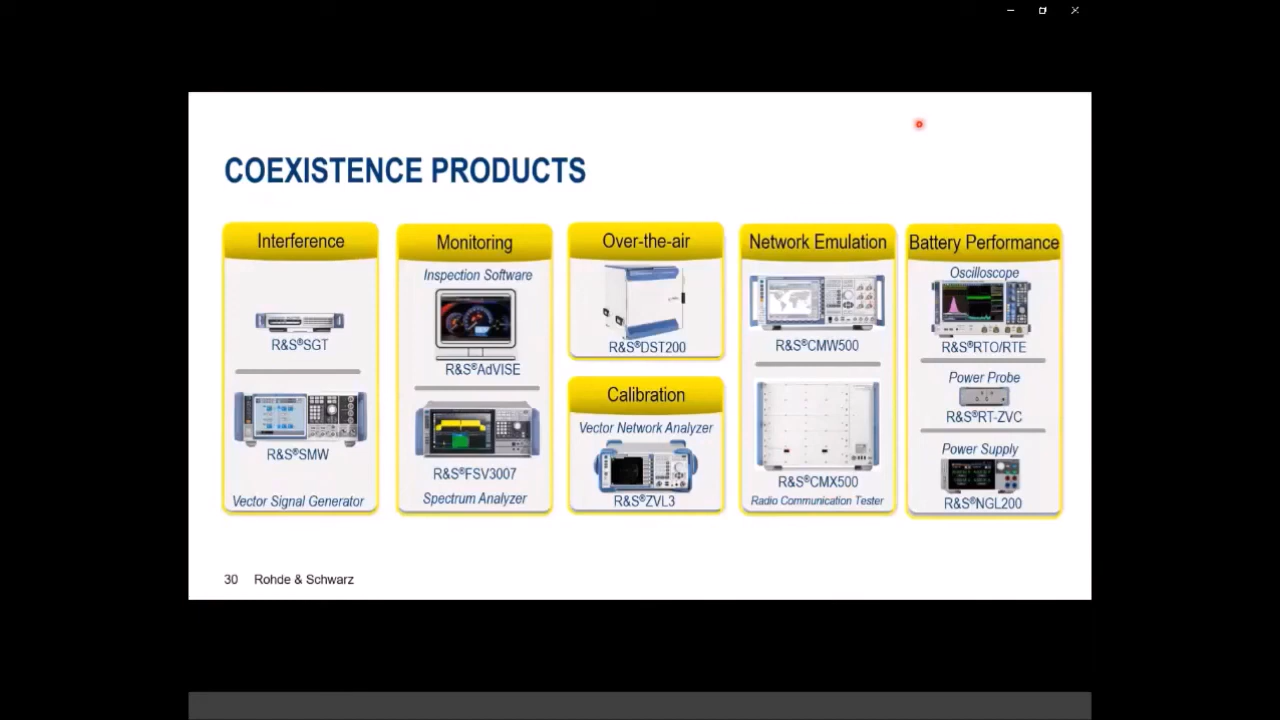 COEXISTENCE PRODUCTS
Interference
R&S®SGT
R&S®SMW
Vector Signal Generator
Monitoring
Inspection Software
R&S®AdVISE
R&S®FSV3007
Spectrum Analyzer
Over-the-air
R&S®DST200
Calibration
Vector Network Analyzer
R&S®ZVL3
Network Emulation
R&S®CMW500
R&S®CMX500
Radio Communication Tester
Battery Performance
Oscilloscope
R&S®RTO/RTE
Power Probe
R&S®RT-ZVC
Power Supply
R&S®NGL200
30 Rohde & Schwarz